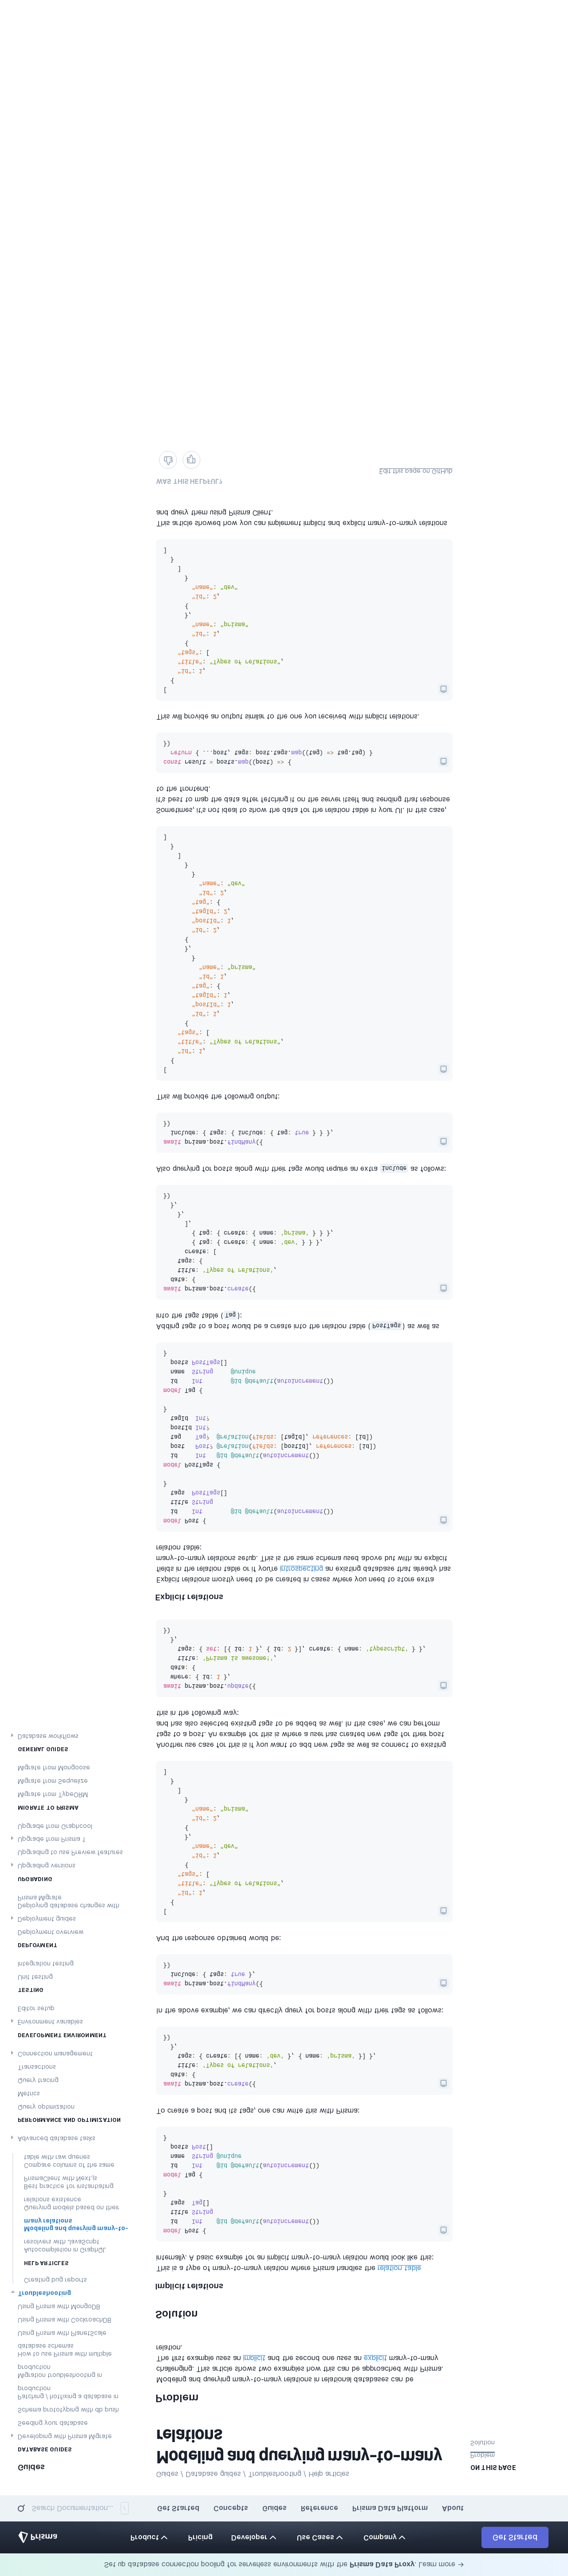 Set up database connection pooling for serverless environments with the Prisma Data Proxy. Learn more →
Prisma
Product
Pricing
Developer
Use Cases
Company
Get Started
Search Documentation...
/
Get Started
Concepts
Guides
Reference
Prisma Data Platform
About
Guides
DATABASE GUIDES
Developing with Prisma Migrate
Seeding your database
Schema prototyping with db push
Patching / hotfixing a database in
production
Migration troubleshooting in
production
How to use Prisma with multiple
database schemas
Using Prisma with PlanetScale
Using Prisma with CockroachDB
Using Prisma with MongoDB
Troubleshooting
Creating bug reports
HELP ARTICLES
Autocompletion in GraphQL
resolvers with JavaScript
Modeling and querying many-to-
many relations
Querying models based on their
relations existence
Best practice for instantiating
PrismaClient with Next.js
Compare columns of the same
table with raw queries
Advanced database tasks
PERFORMANCE AND OPTIMIZATION
Query optimization
Metrics
Query tracing
Transactions
Connection management
DEVELOPMENT ENVIRONMENT
Environment variables
Editor setup
TESTING
Unit testing
Integration testing
DEPLOYMENT
Deployment overview
Deployment guides
Deploying database changes with
Prisma Migrate
UPGRADING
Upgrading versions
Upgrading to use Preview features
Upgrade from Prisma 1
Upgrade from Graphcool
MIGRATE TO PRISMA
Migrate from TypeORM
Migrate from Sequelize
Migrate from Mongoose
GENERAL GUIDES
Database workflows
Guides / Database guides / Troubleshooting / Help articles
Modeling and querying many-to-many
relations
ON THIS PAGE
Problem
Solution
Problem
Modeling and querying many-to-many relations in relational databases can be
challenging. This article shows two examples how this can be approached with Prisma.
The first example uses an implicit and the second one uses an explicit many-to-many
relation.
Solution
Implicit relations
This is a type of many-to-many relation where Prisma handles the relation table
internally. A basic example for an implicit many-to-many relation would look like this:
model Post {
id Int @id @default(autoincrement())
title String
tags Tag[]
}
model Tag {
id Int @id @default(autoincrement())
name String @unique
posts Post[]
}
To create a post and its tags, one can write this with Prisma:
await prisma.post.create({
data: {
title: 'Types of relations',
tags: { create: [{ name: 'dev' }, { name: 'prisma' }] },
},
})
In the above example, we can directly query for posts along with their tags as follows:
await prisma.post.findMany({
include: { tags: true },
})
And the response obtained would be:
[
{
"id": 1,
"title": "Types of relations",
"tags": [
{
"id": 1,
"name": "dev"
},
{
"id": 2,
"name": "prisma"
}
]
}
]
Another use case for this is if you want to add new tags as well as connect to existing
tags to a post. An example for this is where a user has created new tags for their post
and has also selected existing tags to be added as well. In this case, we can perform
this in the following way:
await prisma.post.update({
where: { id: 1 },
data: {
title: 'Prisma is awesome!',
tags: { set: [{ id: 1 }, { id: 2 }], create: { name: 'typescript' } },
},
})
Explicit relations
Explicit relations mostly need to be created in cases where you need to store extra
fields in the relation table or if you're introspecting an existing database that already has
many-to-many relations setup. This is the same schema used above but with an explicit
relation table:
model Post {
id Int @id @default(autoincrement())
title String
tags PostTags[]
}
model PostTags {
id Int @id @default(autoincrement())
post Post? @relation(fields: [postId], references: [id])
tag Tag? @relation(fields: [tagId], references: [id])
postId Int?
tagId Int?
}
model Tag {
id Int @id @default(autoincrement())
name String @unique
posts PostTags[]
}
Adding tags to a post would be a create into the relation table (PostTags) as well as
into the tags table (Tag):
await prisma.post.create({
data: {
title: 'Types of relations',
tags: {
create: [
{ tag: { create: { name: 'dev' } } },
{ tag: { create: { name: 'prisma' } } },
],
},
},
})
Also querying for posts along with their tags would require an extra include as follows:
await prisma.post.findMany({
include: { tags: { include: { tag: true } } },
})
This will provide the following output:
[
{
"id": 1,
"title": "Types of relations",
"tags": [
{
"id": 1,
"postId": 1,
"tagId": 1,
"tag": {
"id": 1,
"name": "prisma"
}
},
{
"id": 2,
"postId": 1,
"tagId": 2,
"tag": {
"id": 2,
"name": "dev"
}
}
]
}
]
Sometimes, it's not ideal to show the data for the relation table in your UI. In this case,
it's best to map the data after fetching it on the server itself and sending that response
to the frontend.
const result = posts.map((post) => {
return { ...post, tags: post.tags.map((tag) => tag.tag) }
})
This will provide an output similar to the one you received with implicit relations.
[
{
"id": 1,
"title": "Types of relations",
"tags": [
{
"id": 1,
"name": "prisma"
},
{
"id": 2,
"name": "dev"
}
]
}
]
This article showed how you can implement implicit and explicit many-to-many relations
and query them using Prisma Client.
WAS THIS HELPFUL?
Edit this page on GitHub